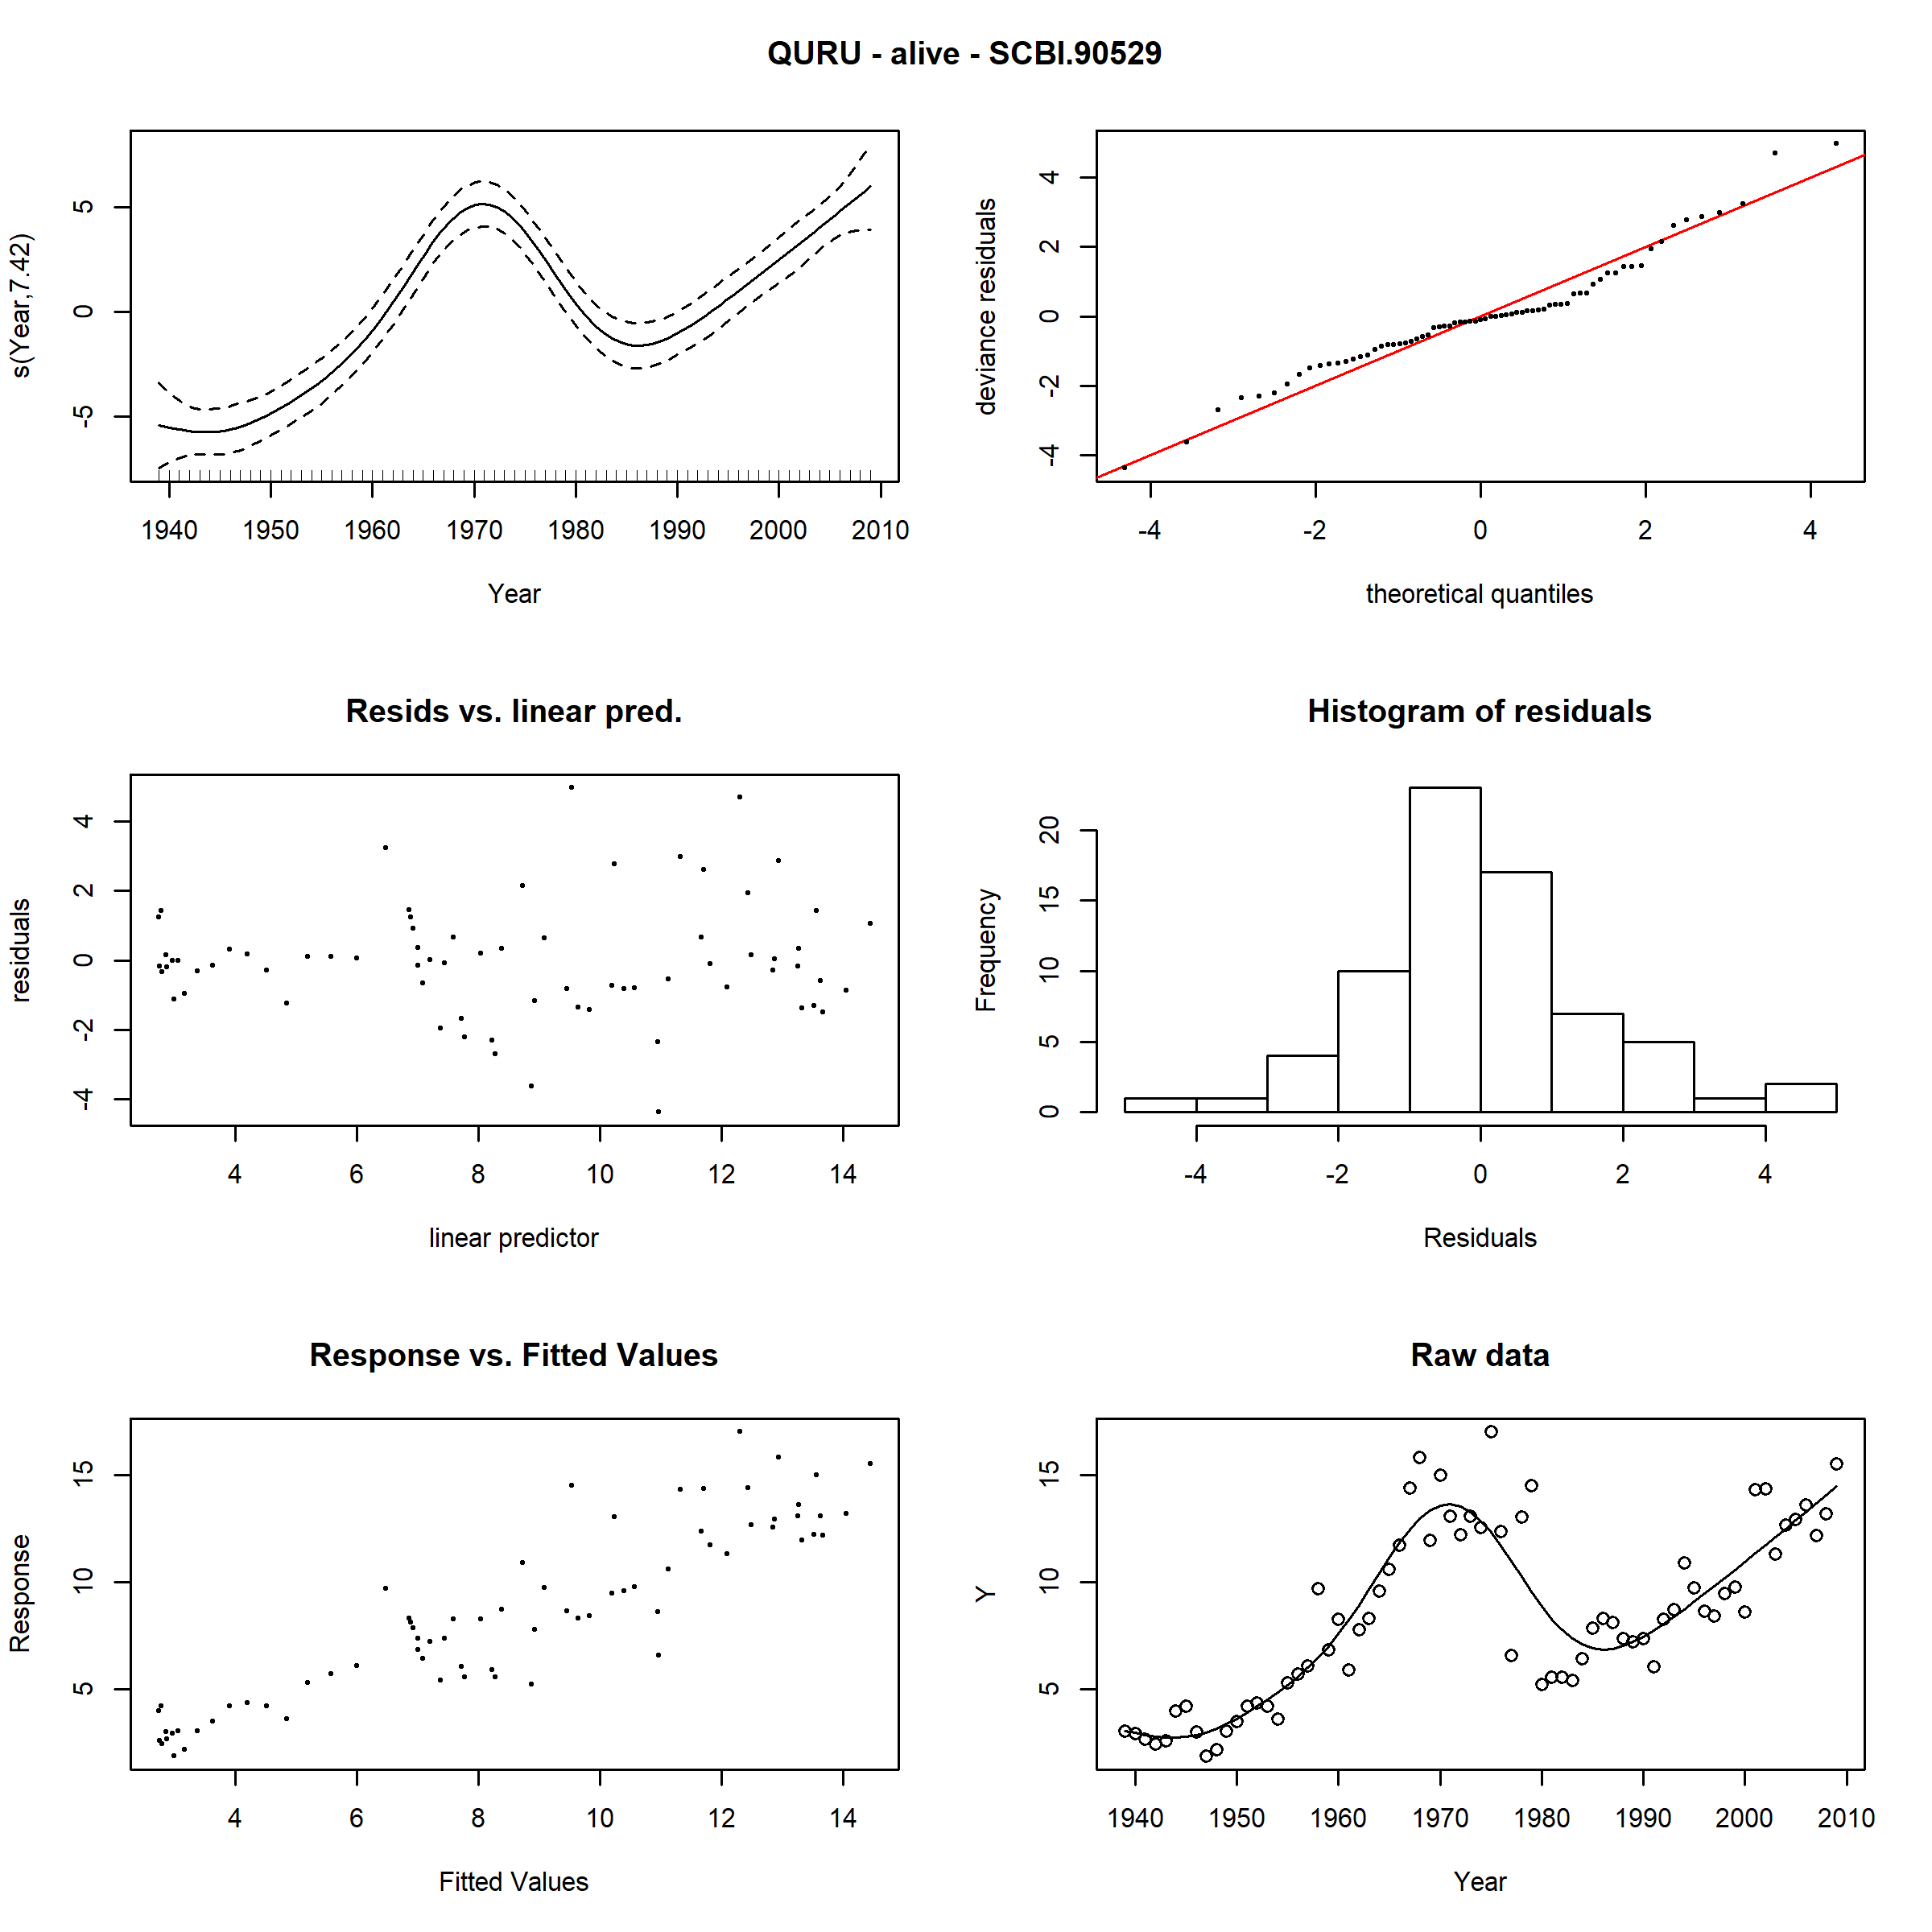 QURU - alive - SCBI.90529
s(Year,7.42)
-5 0 5
1940 1950 1960 1970 1980 1990 2000 2010
Year
deviance residuals
-4 -2 0 2 4
-4 -2 0 2 4
theoretical quantiles
Resids vs. linear pred.
residuals
-4 -2 0 2 4
4 6 8 10 12 14
linear predictor
Histogram of residuals
Frequency
0 5 10 15 20
-4 -2 0 2 4
Residuals
Response vs. Fitted Values
Response
5 10 15
4 6 8 10 12 14
Fitted Values
Raw data
Y
5 10 15
1940 1950 1960 1970 1980 1990 2000 2010
Year